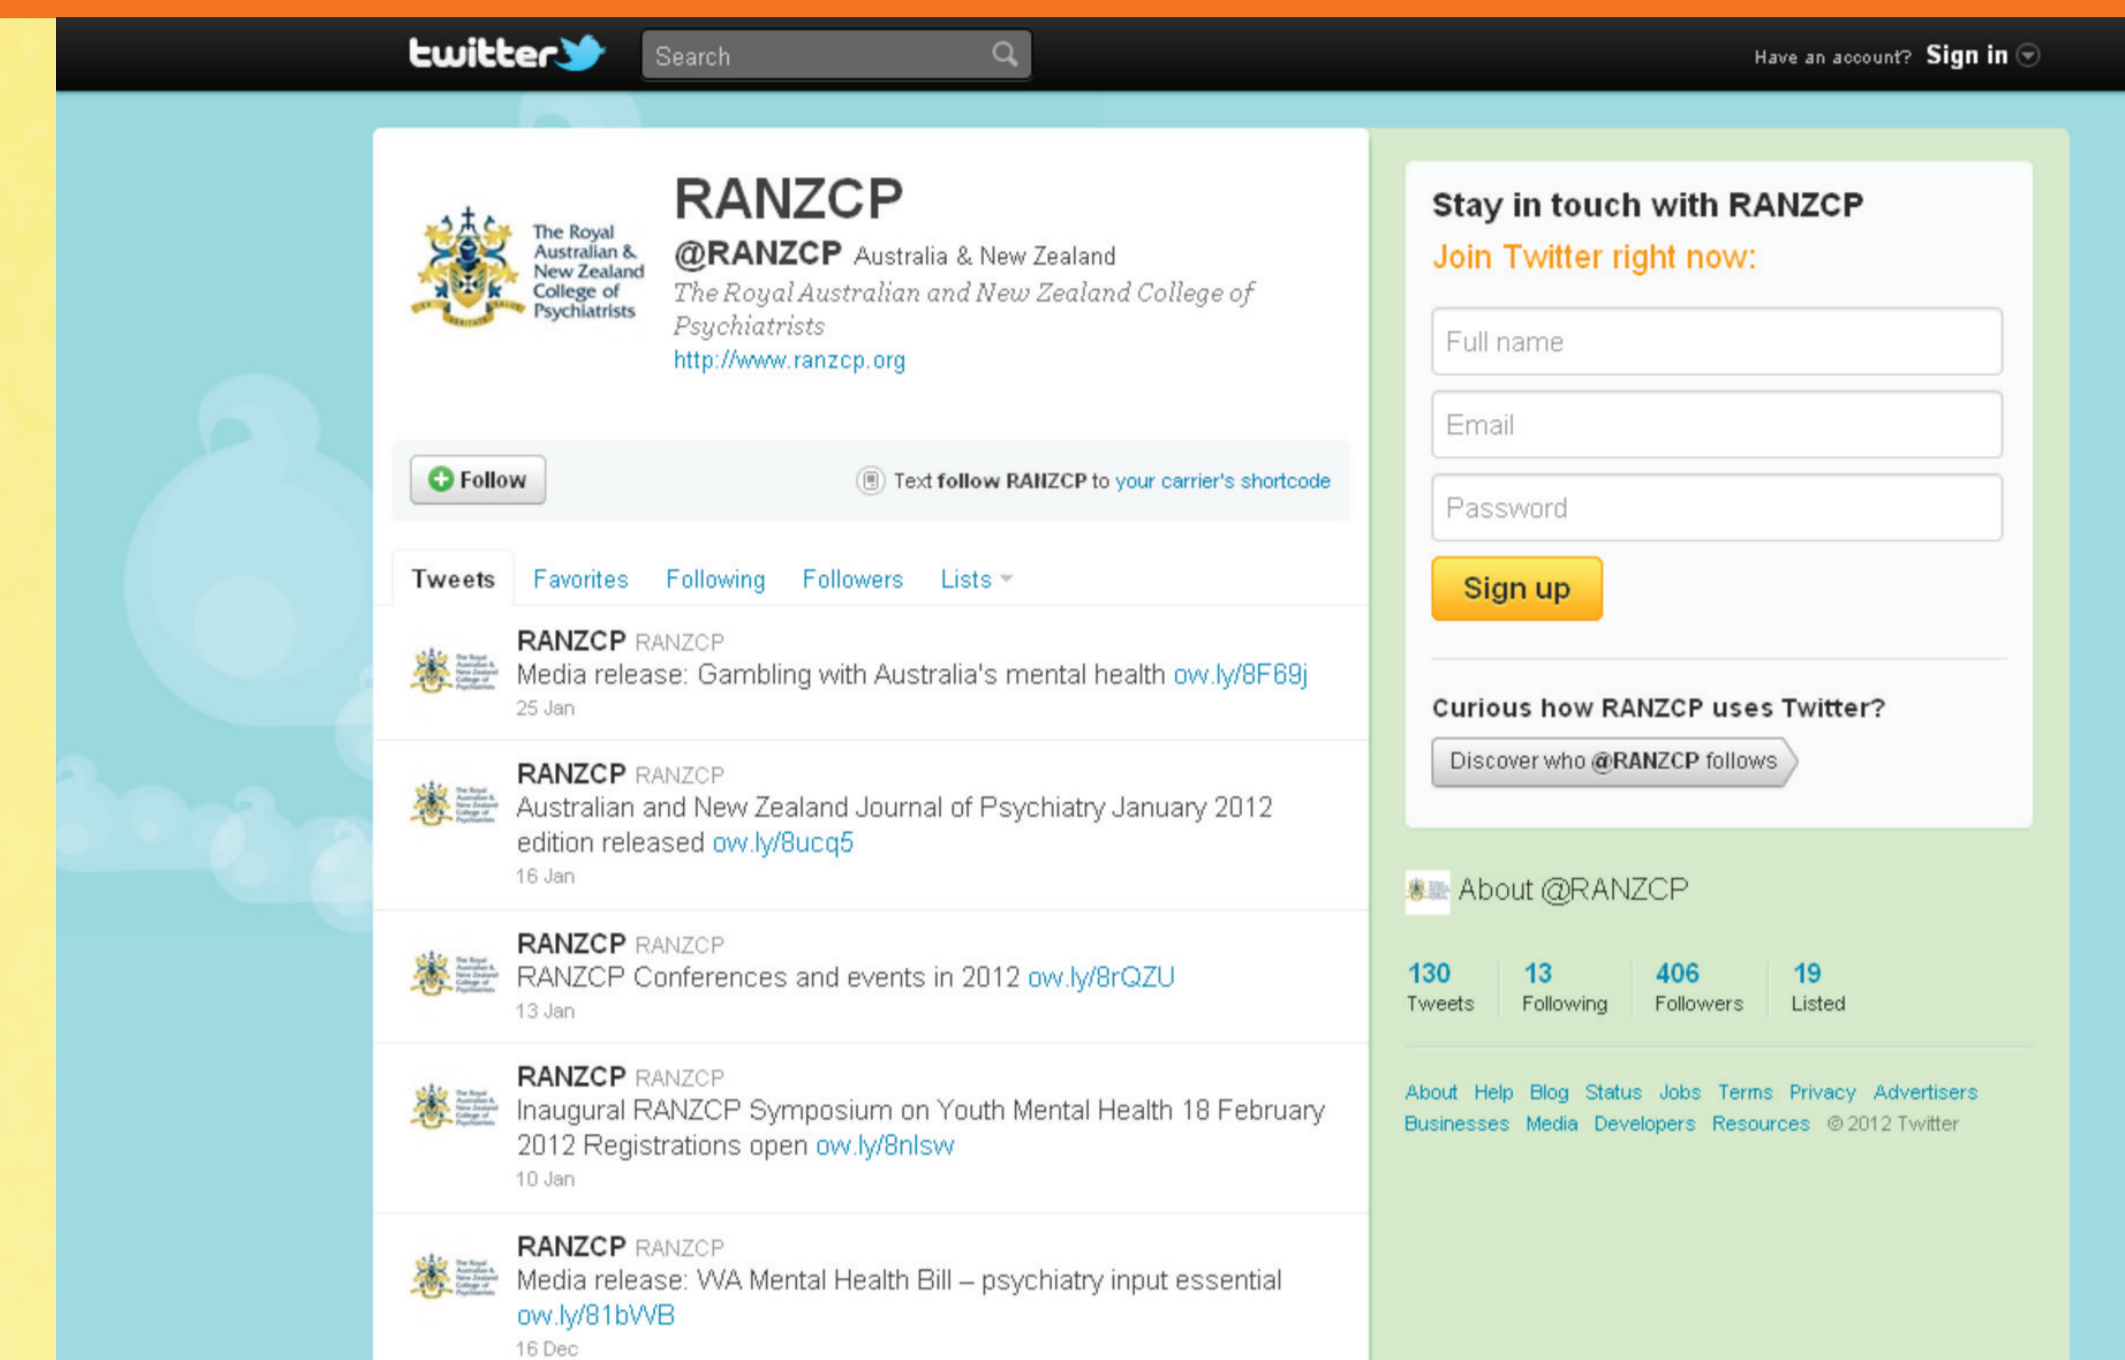 twitter
Search
Have an account? Sign in
The Royal
Australian &
New Zealand
College of
Psychiatrists
RANZCP
@RANZCP Australia & New Zealand
The Royal Australian and New Zealand College of
Psychiatrists
http://www.ranzcp.org
Follow
Text follow RANZCP to your carrier's shortcode
Tweets Favorites Following Followers Lists
RANZCP RANZCP
Media release: Gambling with Australia's mental health ow.ly/8F69j
25 Jan
RANZCP RANZCP
Australian and New Zealand Journal of Psychiatry January 2012
edition released ow.ly/8ucq5
16 Jan
RANZCP RANZCP
RANZCP Conferences and events in 2012 ow.ly/8rQZU
13 Jan
RANZCP RANZCP
Inaugural RANZCP Symposium on Youth Mental Health 18 February
2012 Registrations open ow.ly/8nlsw
10 Jan
RANZCP RANZCP
Media release: WA Mental Health Bill – psychiatry input essential
ow.ly/81bWB
16 Dec
Stay in touch with RANZCP
Join Twitter right now:
Full name
Email
Password
Sign up
Curious how RANZCP uses Twitter?
Discover who @RANZCP follows
About @RANZCP
130 13 406 19
Tweets Following Followers Listed
About Help Blog Status Jobs Terms Privacy Advertisers
Businesses Media Developers Resources © 2012 Twitter